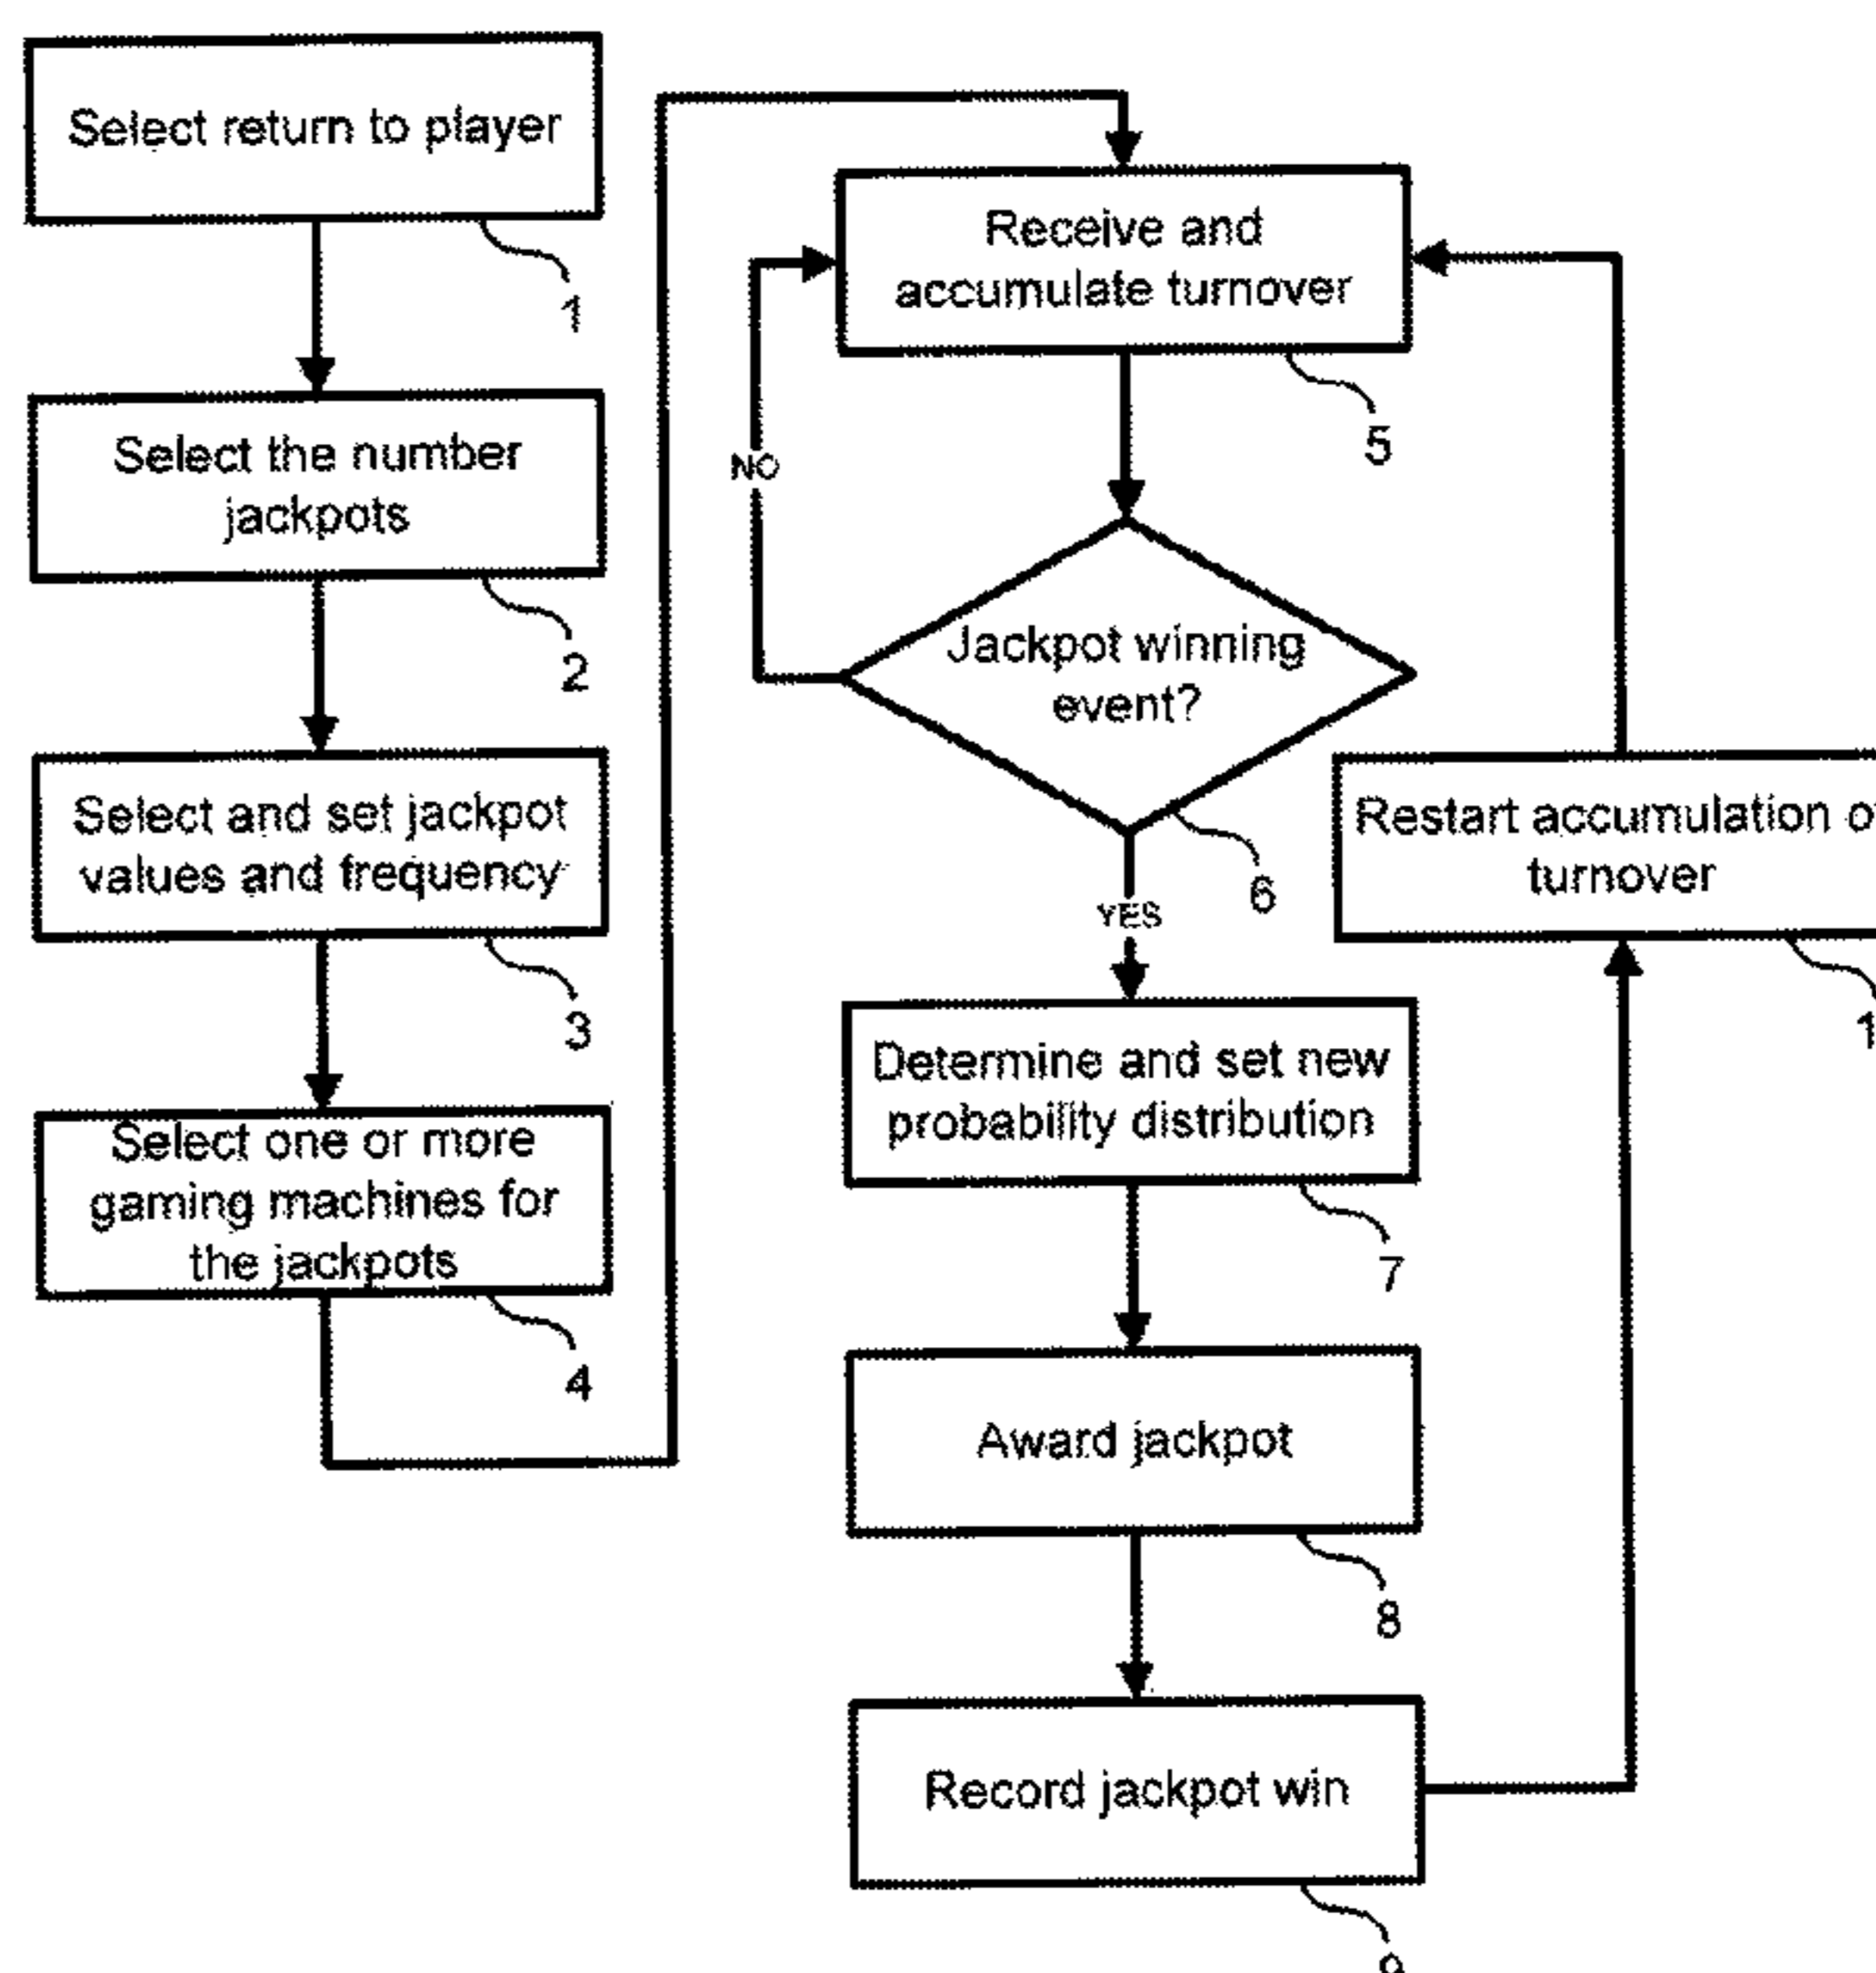 Select return to player
1
Select the number
jackpots
2
Select and set jackpot
values and frequency
3
Select one or more
gaming machines for
the jackpots
4
Receive and
accumulate turnover
5
NO
Jackpot winning
event?
6
YES
Determine and set new
probability distribution
7
Award jackpot
8
Record jackpot win
9
Restart accumulation
turnover
1